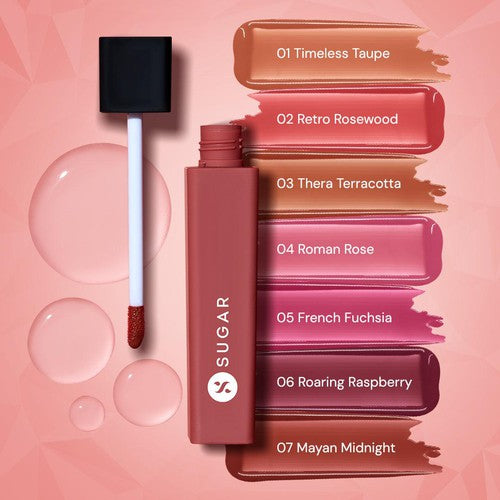 01 Timeless Taupe
02 Retro Rosewood
03 Thera Terracotta
04 Roman Rose
05 French Fuchsia
06 Roaring Raspberry
07 Mayan Midnight
SUGAR